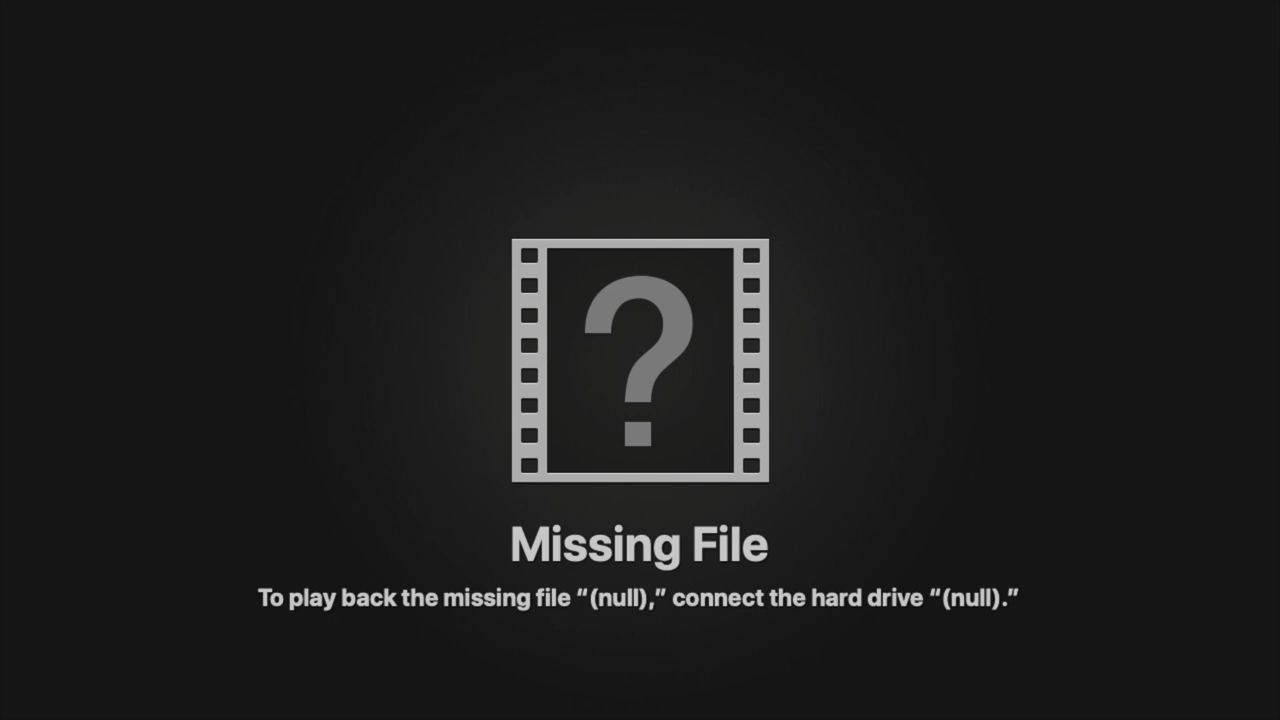 ?
Missing File
To play back the missing file “(null),” connect the hard drive “(null).”